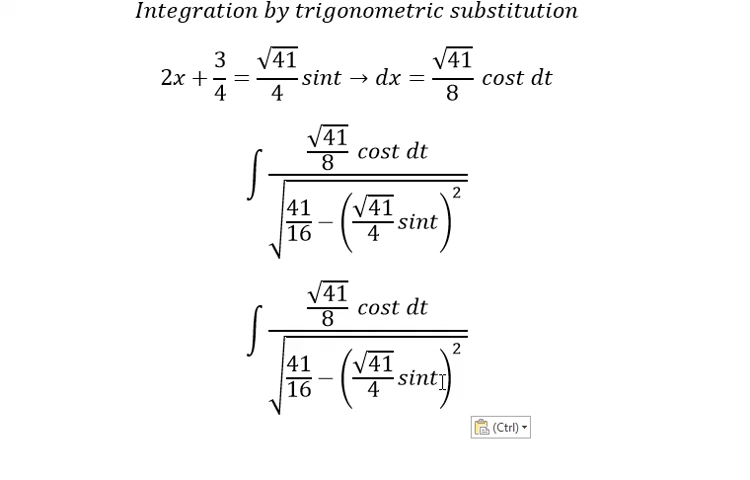 Integration by trigonometric substitution
2x + 3/4 = √41/4 sint → dx = √41/8 cost dt
∫ (√41/8 cost dt) / √(41/16 − (√41/4 sint)²)
∫ (√41/8 cost dt) / √(41/16 − (√41/4 sint)²)
(Ctrl)